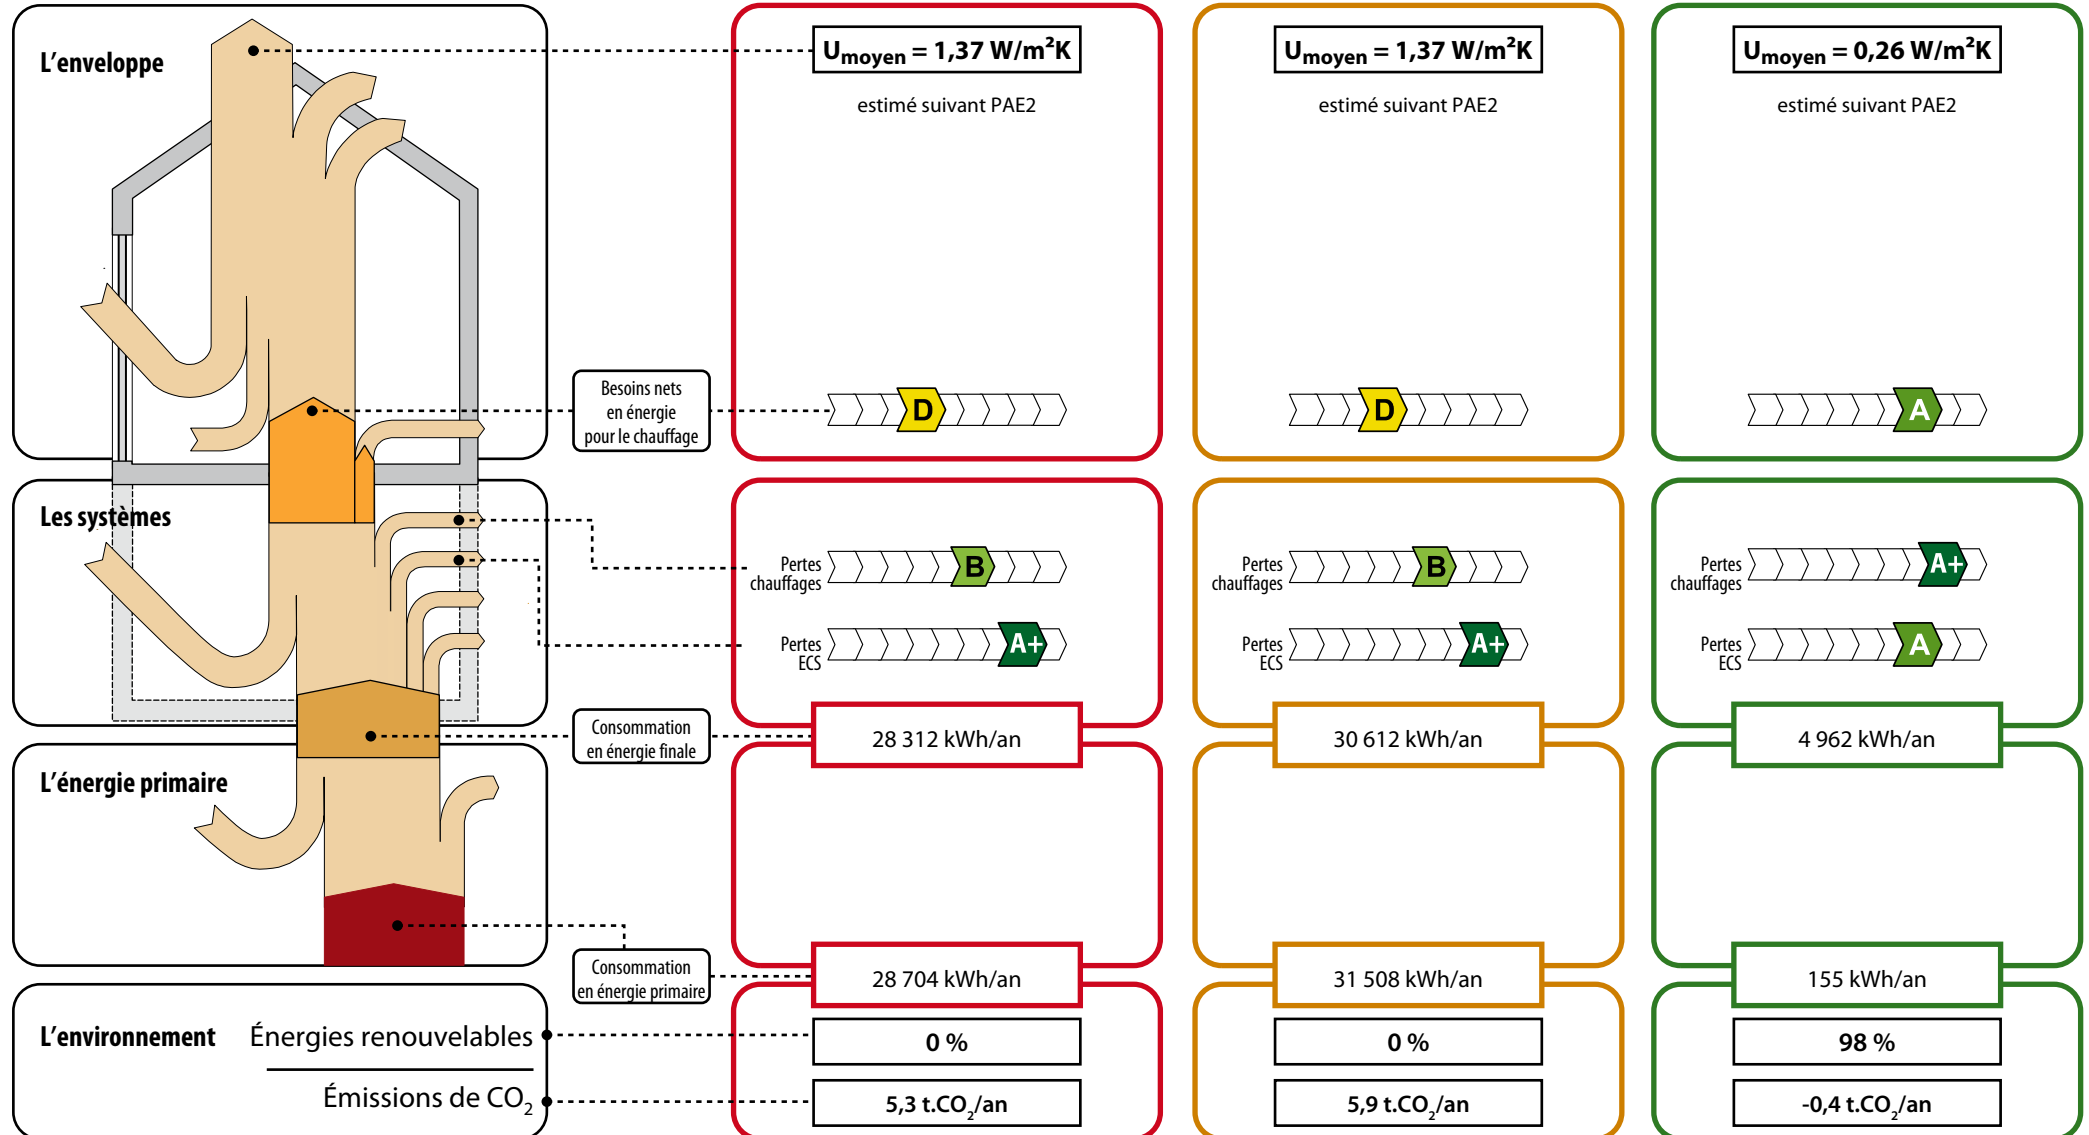 L'enveloppe
U moyen = 1,37 W/m²K
estimé suivant PAE2
U moyen = 1,37 W/m²K
estimé suivant PAE2
U moyen = 0,26 W/m²K
estimé suivant PAE2
Besoins nets
en énergie
pour le chauffage
D
D
A
Les systèmes
Pertes
chauffages
B
Pertes
chauffages
B
Pertes
chauffages
A+
Pertes
ECS
A+
Pertes
ECS
A+
Pertes
ECS
A
Consommation
en énergie finale
28 312 kWh/an
30 612 kWh/an
4 962 kWh/an
L'énergie primaire
Consommation
en énergie primaire
28 704 kWh/an
31 508 kWh/an
155 kWh/an
L'environnement
Énergies renouvelables
0 %
0 %
98 %
Émissions de CO₂
5,3 t.CO₂/an
5,9 t.CO₂/an
-0,4 t.CO₂/an